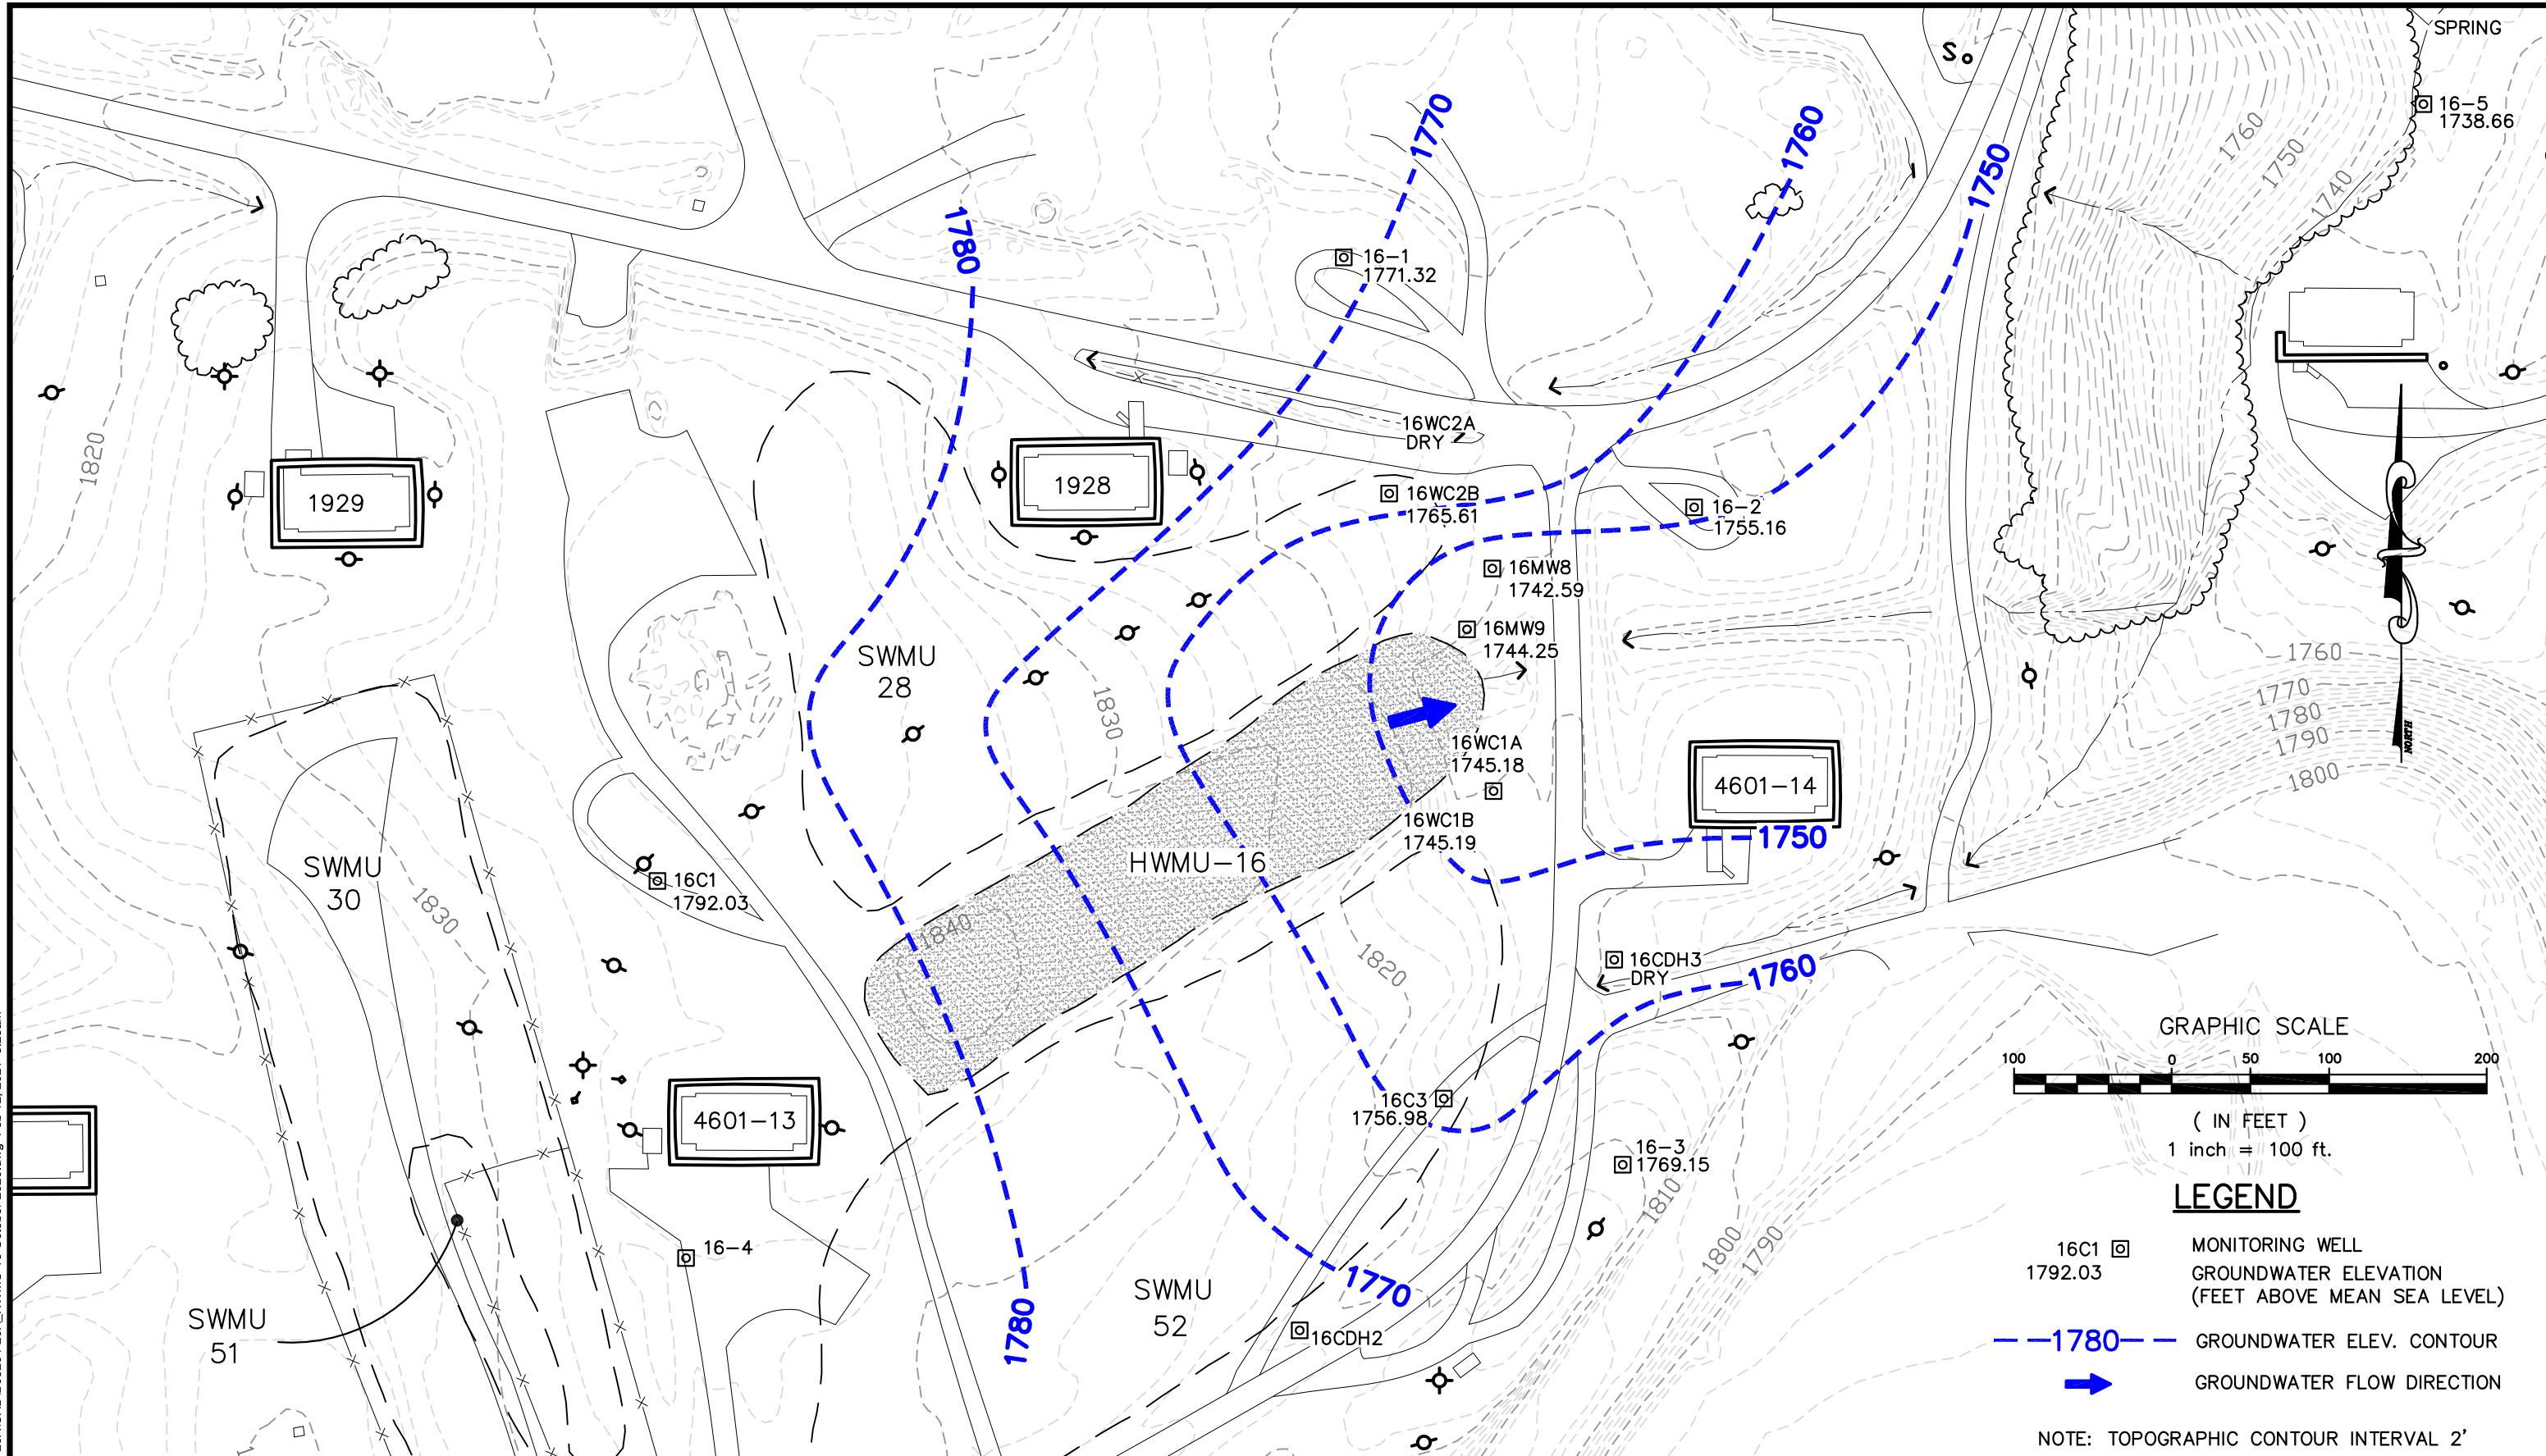 SPRING
S
16-5
1738.66
1770
1760
1750
1760
1750
1740
1780
16-1
1771.32
16WC2A
DRY
1820
1929
1928
16WC2B
1765.61
16-2
1755.16
16MW8
1742.59
16MW9
1744.25
SWMU
28
1830
1760
1770
1780
1790
1800
NORTH
16WC1A
1745.18
4601-14
16WC1B
1745.19
1750
HWMU-16
SWMU
30
16C1
1792.03
1830
1840
1820
16CDH3
DRY
1760
GRAPHIC SCALE
100 0 50 100 200
( IN FEET )
1 inch = 100 ft.
4601-13
16C3
1756.98
16-3
1769.15
1810
1800
1790
LEGEND
16C1
1792.03
MONITORING WELL
GROUNDWATER ELEVATION
(FEET ABOVE MEAN SEA LEVEL)
1780
GROUNDWATER ELEV. CONTOUR
GROUNDWATER FLOW DIRECTION
NOTE: TOPOGRAPHIC CONTOUR INTERVAL 2'
16-4
SWMU
51
SWMU
52
1780
1770
16CDH2